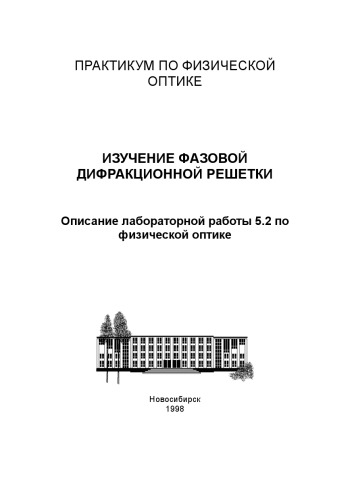 ПРАКТИКУМ ПО ФИЗИЧЕСКОЙ
ОПТИКЕ
ИЗУЧЕНИЕ ФАЗОВОЙ
ДИФРАКЦИОННОЙ РЕШЕТКИ
Описание лабораторной работы 5.2 по
физической оптике
Новосибирск
1998